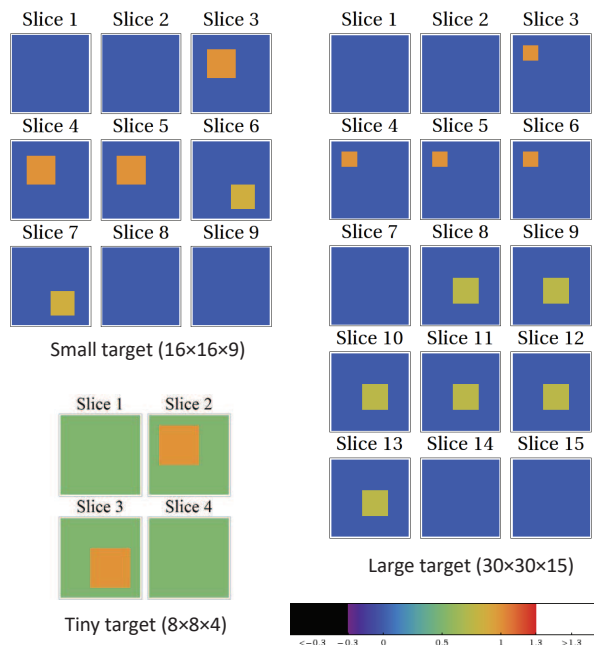 Slice 1 Slice 2 Slice 3
Slice 4 Slice 5 Slice 6
Slice 7 Slice 8 Slice 9
Small target (16×16×9)
Slice 1 Slice 2
Slice 3 Slice 4
Tiny target (8×8×4)
Slice 1 Slice 2 Slice 3
Slice 4 Slice 5 Slice 6
Slice 7 Slice 8 Slice 9
Slice 10 Slice 11 Slice 12
Slice 13 Slice 14 Slice 15
Large target (30×30×15)
<−0.3 −0.3 0 0.5 1 1.3 >1.3